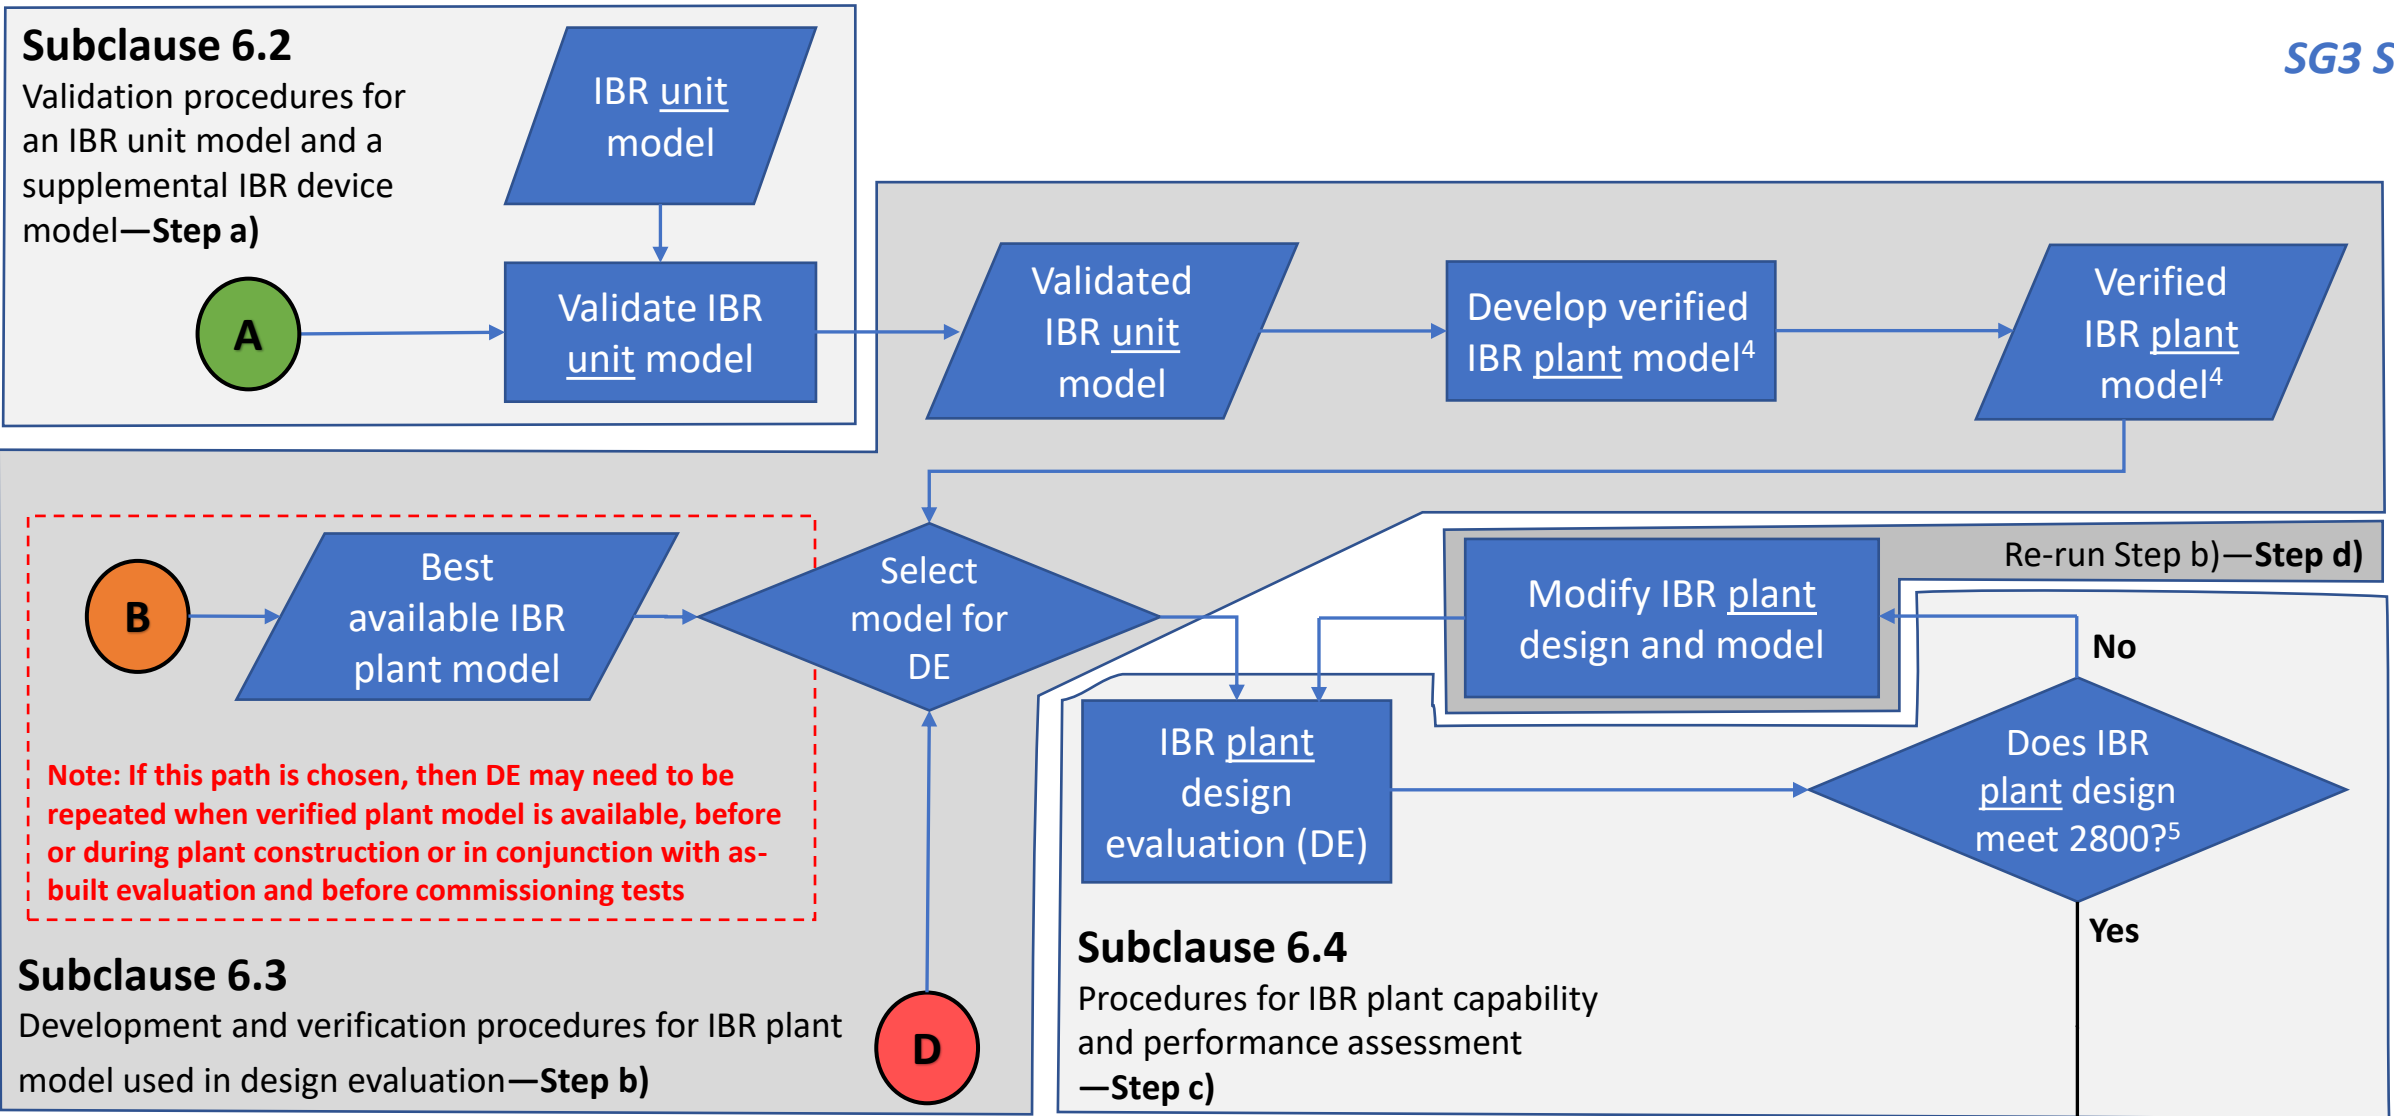 Subclause 6.2
Validation procedures for
an IBR unit model and a
supplemental IBR device
model—Step a)
IBR unit
model
SG3 S
A
Validate IBR
unit model
Validated
IBR unit
model
Develop verified
IBR plant model⁴
Verified
IBR plant
model⁴
B
Best
available IBR
plant model
Select
model for
DE
Modify IBR plant
design and model
Re-run Step b)—Step d)
No
Note: If this path is chosen, then DE may need to be
repeated when verified plant model is available, before
or during plant construction or in conjunction with as-
built evaluation and before commissioning tests
IBR plant
design
evaluation (DE)
Does IBR
plant design
meet 2800?⁵
Yes
Subclause 6.3
Development and verification procedures for IBR plant
model used in design evaluation—Step b)
D
Subclause 6.4
Procedures for IBR plant capability
and performance assessment
—Step c)